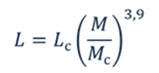 L = L_c (M/M_c)^{3,9}